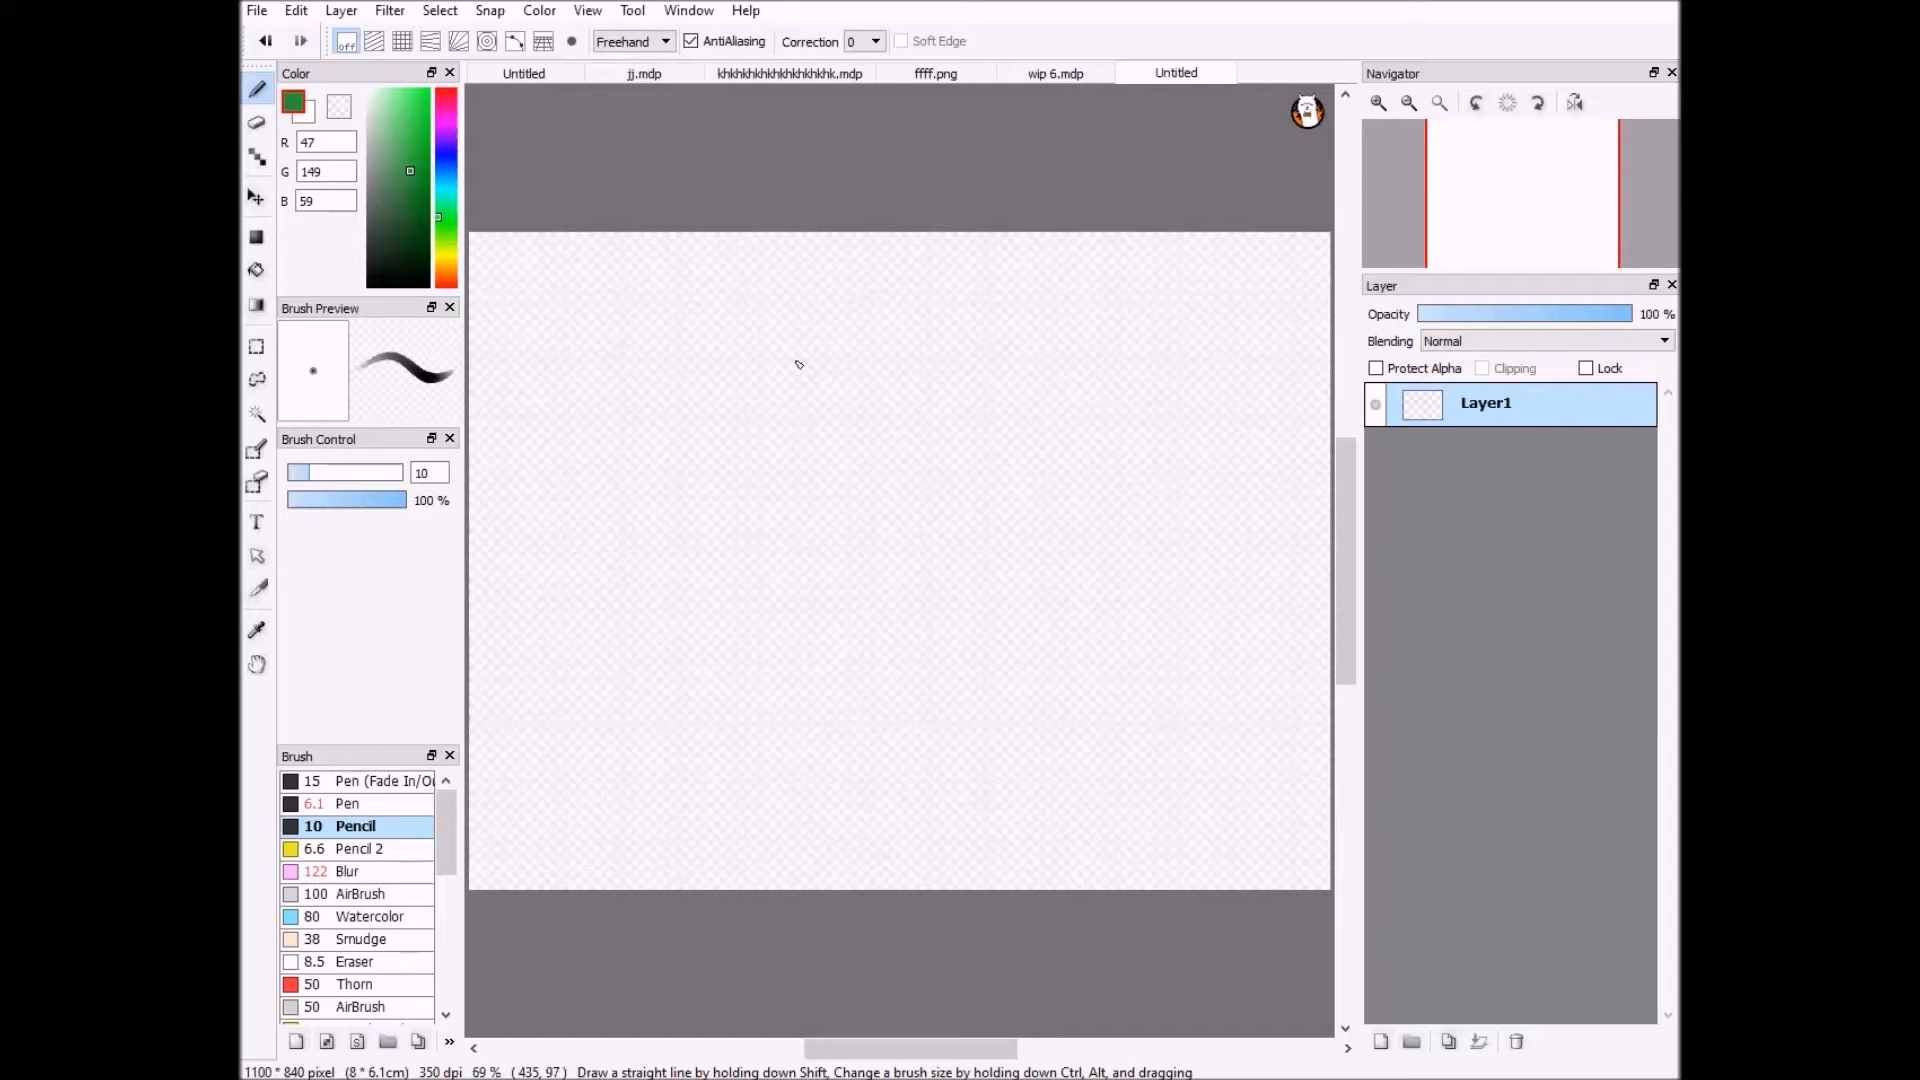 File Edit Layer Filter Select Snap Color View Tool Window Help
off Freehand AntiAliasing Correction 0 Soft Edge
Color
R 47
G 149
B 59
Brush Preview
Brush Control
10
100 %
Brush
15 Pen (Fade In/Ou
6.1 Pen
10 Pencil
6.6 Pencil 2
122 Blur
100 AirBrush
80 Watercolor
38 Smudge
8.5 Eraser
50 Thorn
50 AirBrush
Untitled jj.mdp khkhkhkhkhkhkhkhk.mdp ffff.png wip 6.mdp Untitled
Navigator
Layer
Opacity 100 %
Blending Normal
Protect Alpha Clipping Lock
Layer1
1100 * 840 pixel (8 * 6.1cm) 350 dpi 69 % ( 435, 97 ) Draw a straight line by holding down Shift, Change a brush size by holding down Ctrl, Alt, and dragging